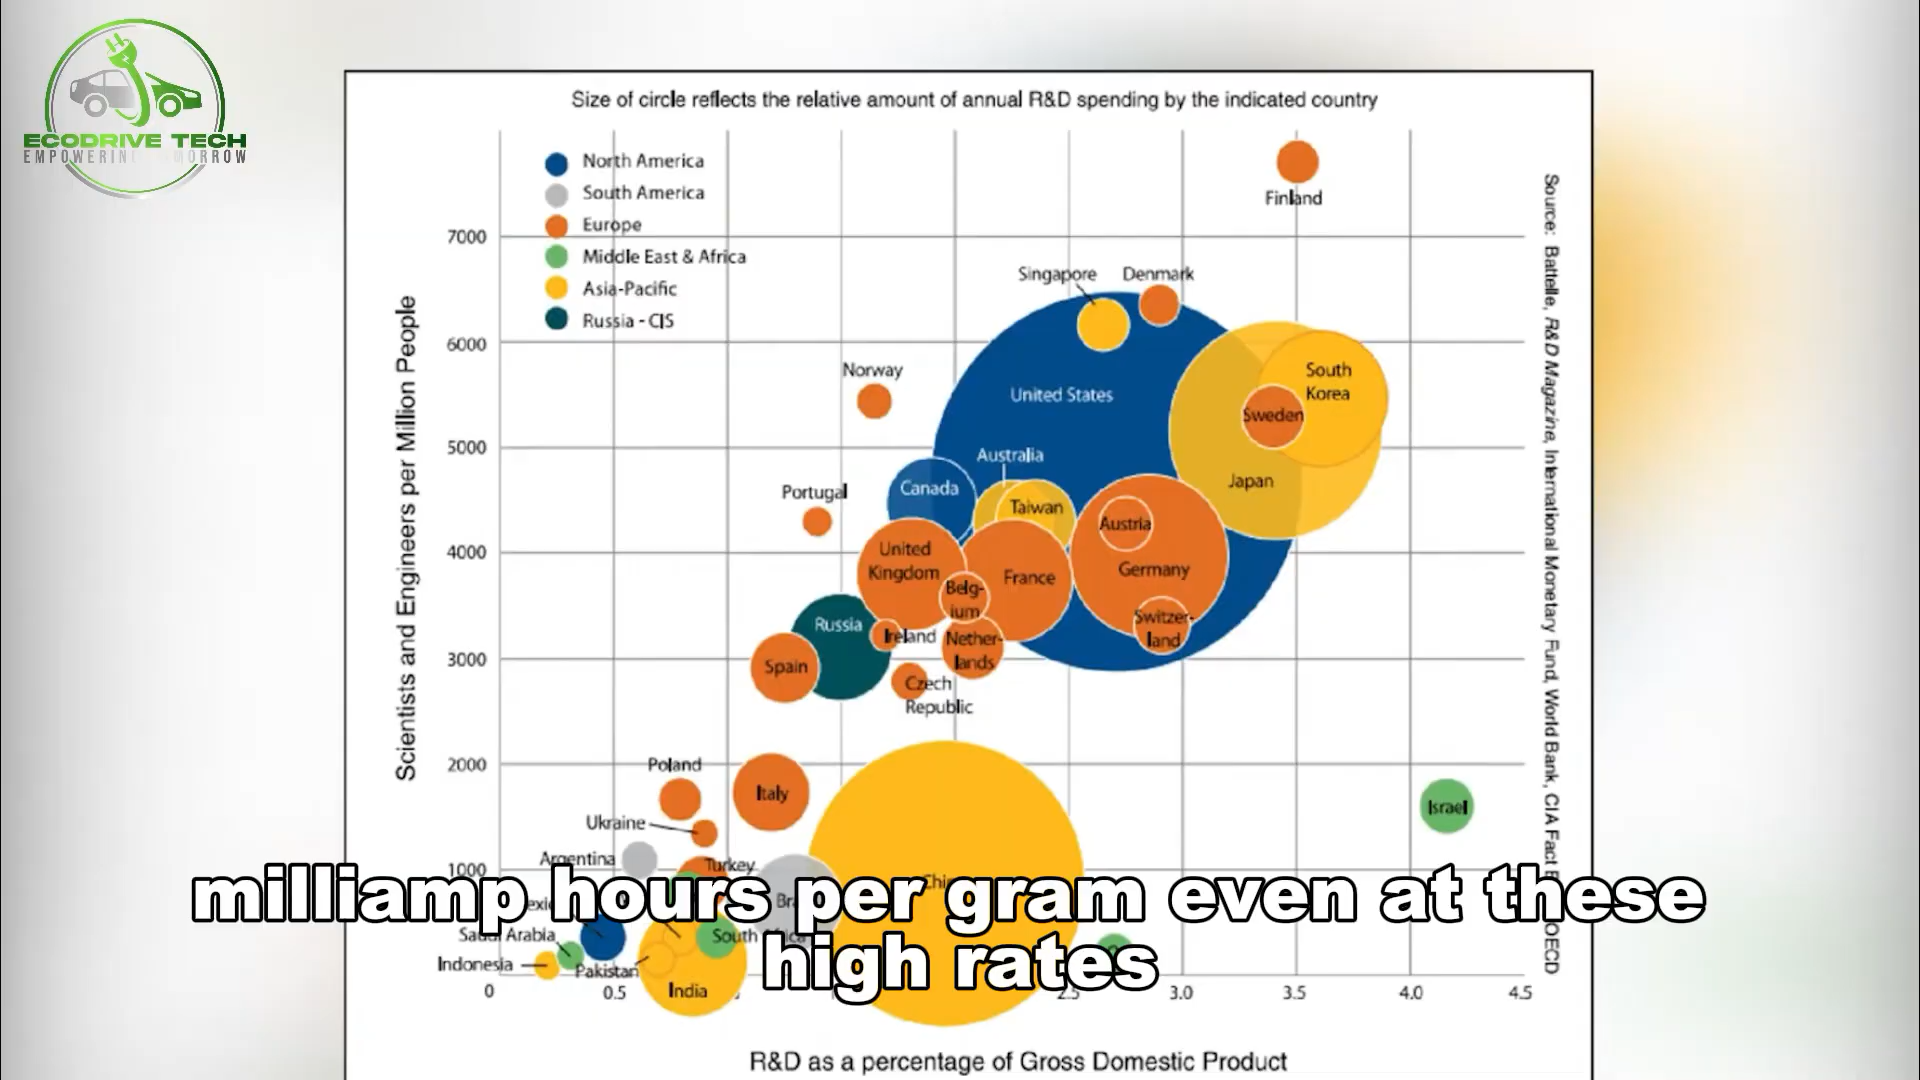 ECODRIVE TECH
Size of circle reflects the relative amount of annual R&D spending by the indicated country
North America
South America
Europe
Middle East & Africa
Asia-Pacific
Russia - CIS
Finland
7000
Singapore
Denmark
6000
Norway
South
Korea
United States
Sweden
5000
Australia
Canada
Japan
Portugal
Taiwan
Austria
4000
United
Kingdom
France
Germany
Belg-
ium
Switzer-
land
Russia
Ireland
Nether-
lands
3000
Spain
Czech
Republic
2000
Poland
Italy
Israel
Ukraine
Argentina
Turkey
1000
milliamp hours per gram even at these
high rates
Saudi Arabia
South
Indonesia
Pakistan
India
0
0.5
2.5
3.0
3.5
4.0
4.5
R&D as a percentage of Gross Domestic Product
Scientists and Engineers per Million People
Source: Battelle, R&D Magazine, International Monetary Fund, World Bank, CIA Fact OECD